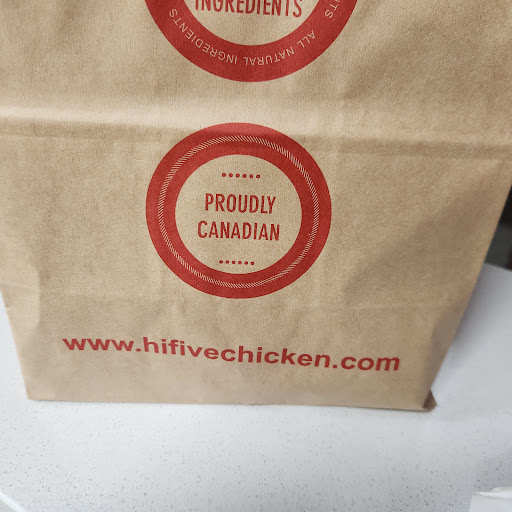 INGREDIENTS
ALL NATURAL INGREDIENTS
PROUDLY
CANADIAN
www.hifivechicken.com